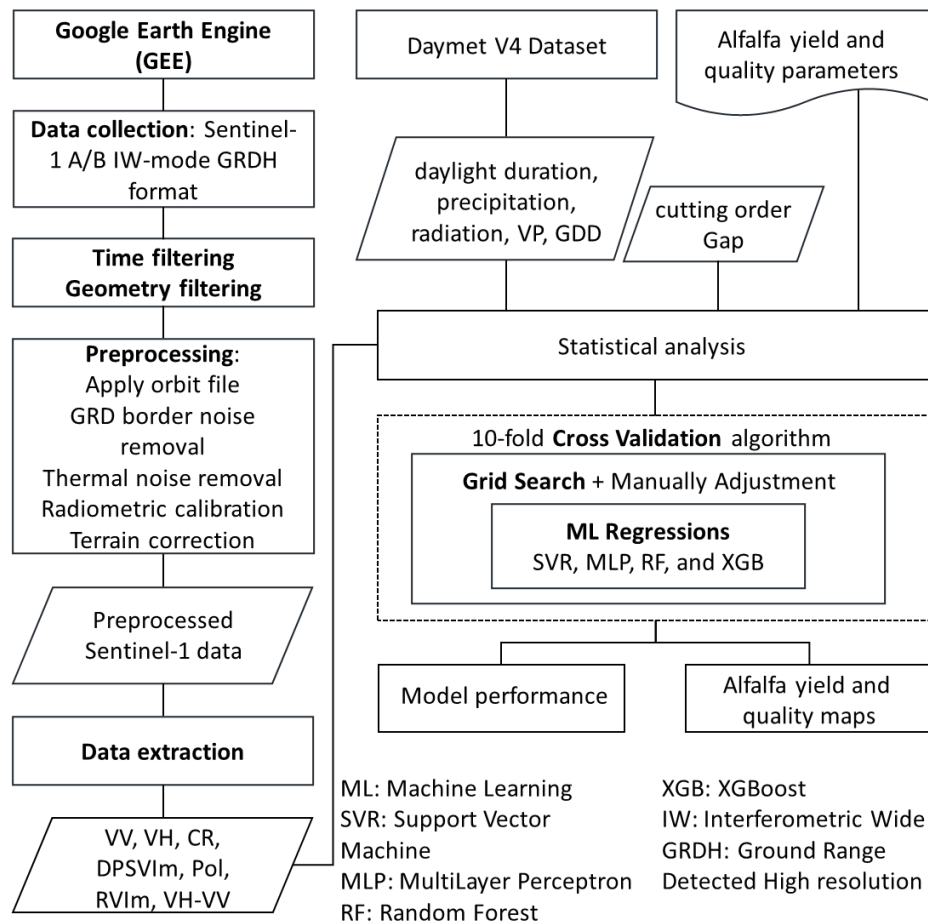 Google Earth Engine
(GEE)
Data collection: Sentinel-
1 A/B IW-mode GRDH
format
Time filtering
Geometry filtering
Preprocessing:
Apply orbit file
GRD border noise
removal
Thermal noise removal
Radiometric calibration
Terrain correction
Preprocessed
Sentinel-1 data
Data extraction
VV, VH, CR,
DPSVIm, Pol,
RVIm, VH-VV
Daymet V4 Dataset
daylight duration,
precipitation,
radiation, VP, GDD
cutting order
Gap
Alfalfa yield and
quality parameters
Statistical analysis
10-fold Cross Validation algorithm
Grid Search + Manually Adjustment
ML Regressions
SVR, MLP, RF, and XGB
Model performance
Alfalfa yield and
quality maps
ML: Machine Learning
SVR: Support Vector
Machine
MLP: MultiLayer Perceptron
RF: Random Forest
XGB: XGBoost
IW: Interferometric Wide
GRDH: Ground Range
Detected High resolution